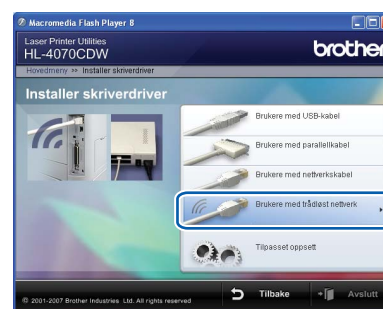 Macromedia Flash Player 8
Laser Printer Utilities
HL-4070CDW
brother
Hovedmeny >> Installer skriverdriver
Installer skriverdriver
Brukere med USB-kabel
Brukere med parallellkabel
Brukere med nettverkskabel
Brukere med trådløst nettverk
Tilpasset oppsett
© 2001-2007 Brother Industries Ltd. All rights reserved
Tilbake
Avslutt